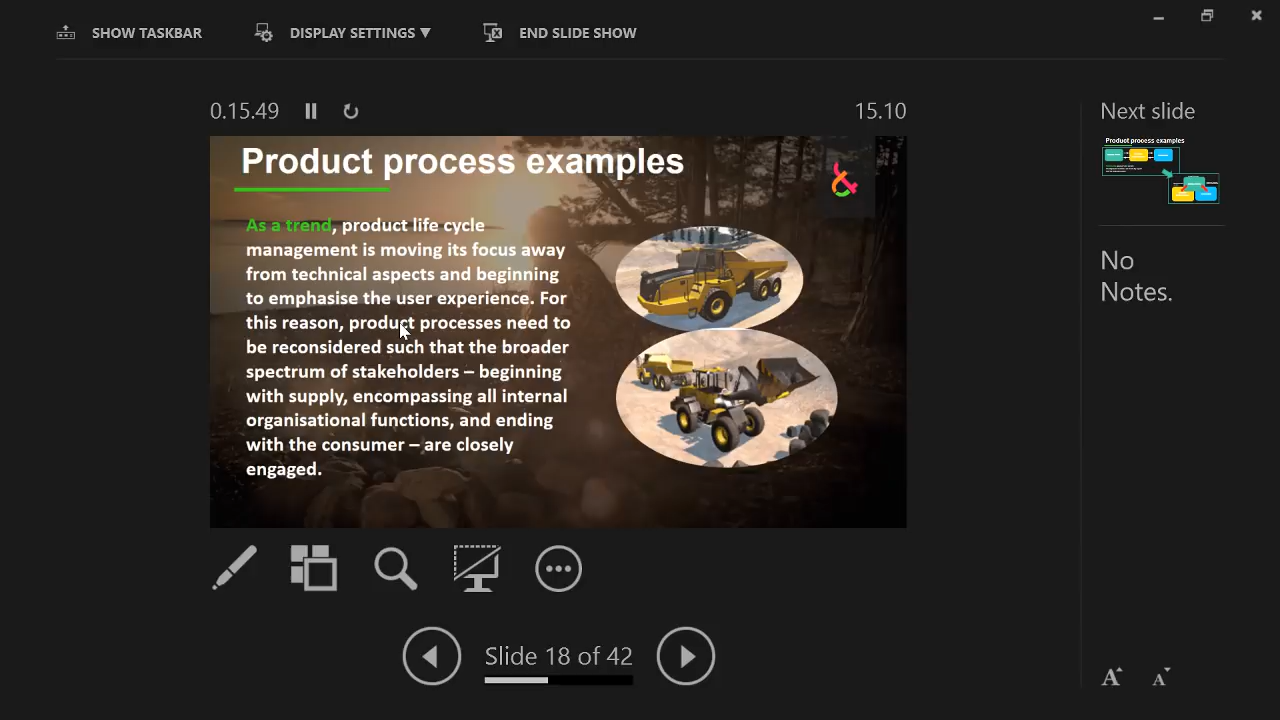 SHOW TASKBAR
DISPLAY SETTINGS ▼
END SLIDE SHOW
0.15.49
15.10
Next slide
Product process examples
As a trend, product life cycle
management is moving its focus away
from technical aspects and beginning
to emphasise the user experience. For
this reason, product processes need to
be reconsidered such that the broader
spectrum of stakeholders – beginning
with supply, encompassing all internal
organisational functions, and ending
with the consumer – are closely
engaged.
Product process examples
No
Notes.
Slide 18 of 42
A A